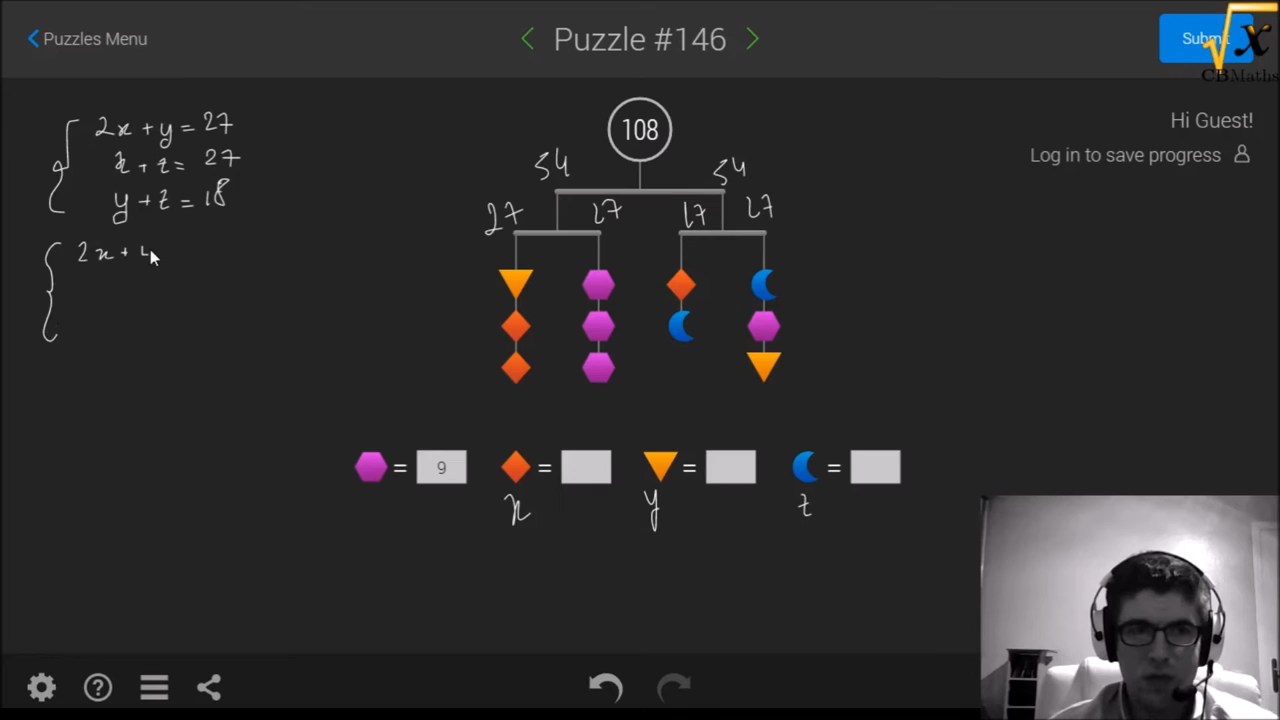 Puzzles Menu
Puzzle #146
Submit
x
CBMaths
Hi Guest!
Log in to save progress
108
54
54
27
27
27
27
2x + y = 27
x + z = 27
y + z = 18
2x + y
= 9
=
=
=
x
y
z
?